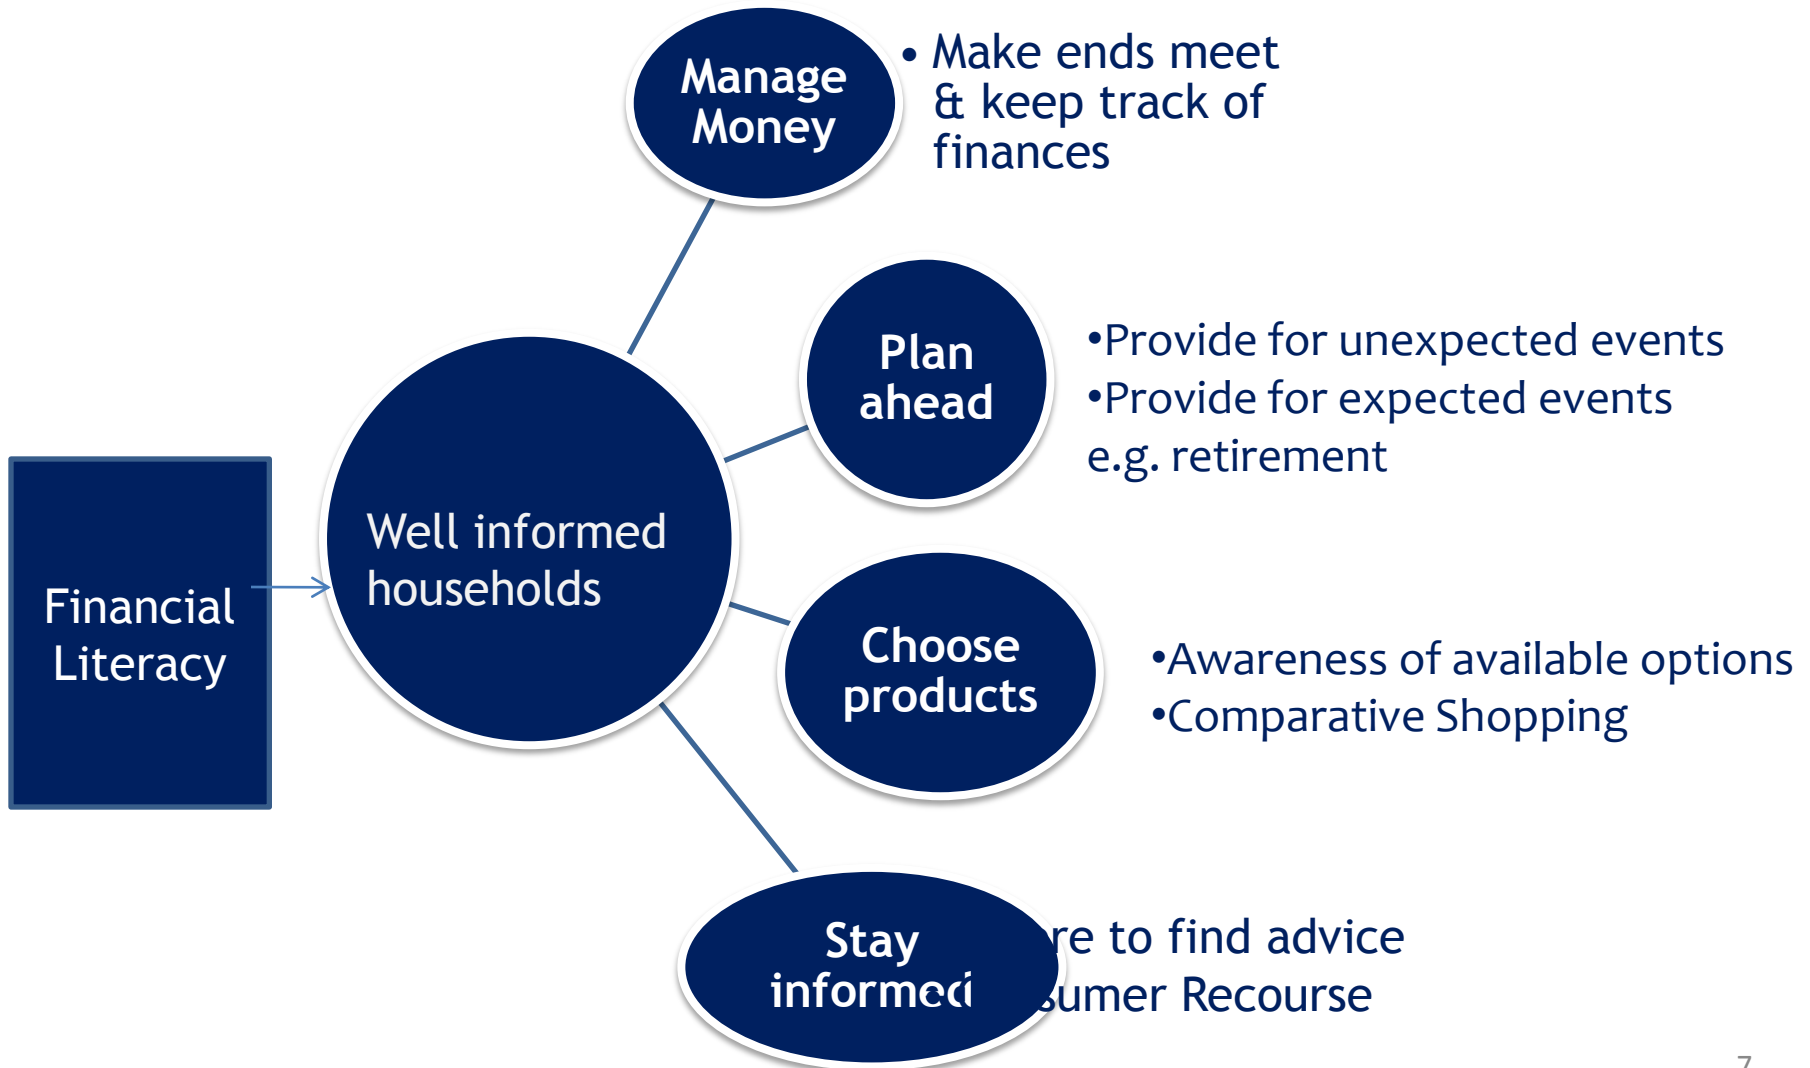 Manage
Money
• Make ends meet
& keep track of
finances
Plan
ahead
•Provide for unexpected events
•Provide for expected events
e.g. retirement
Well informed
households
Financial
Literacy
Choose
products
•Awareness of available options
•Comparative Shopping
Stay
informed
to find advice
Recourse
7